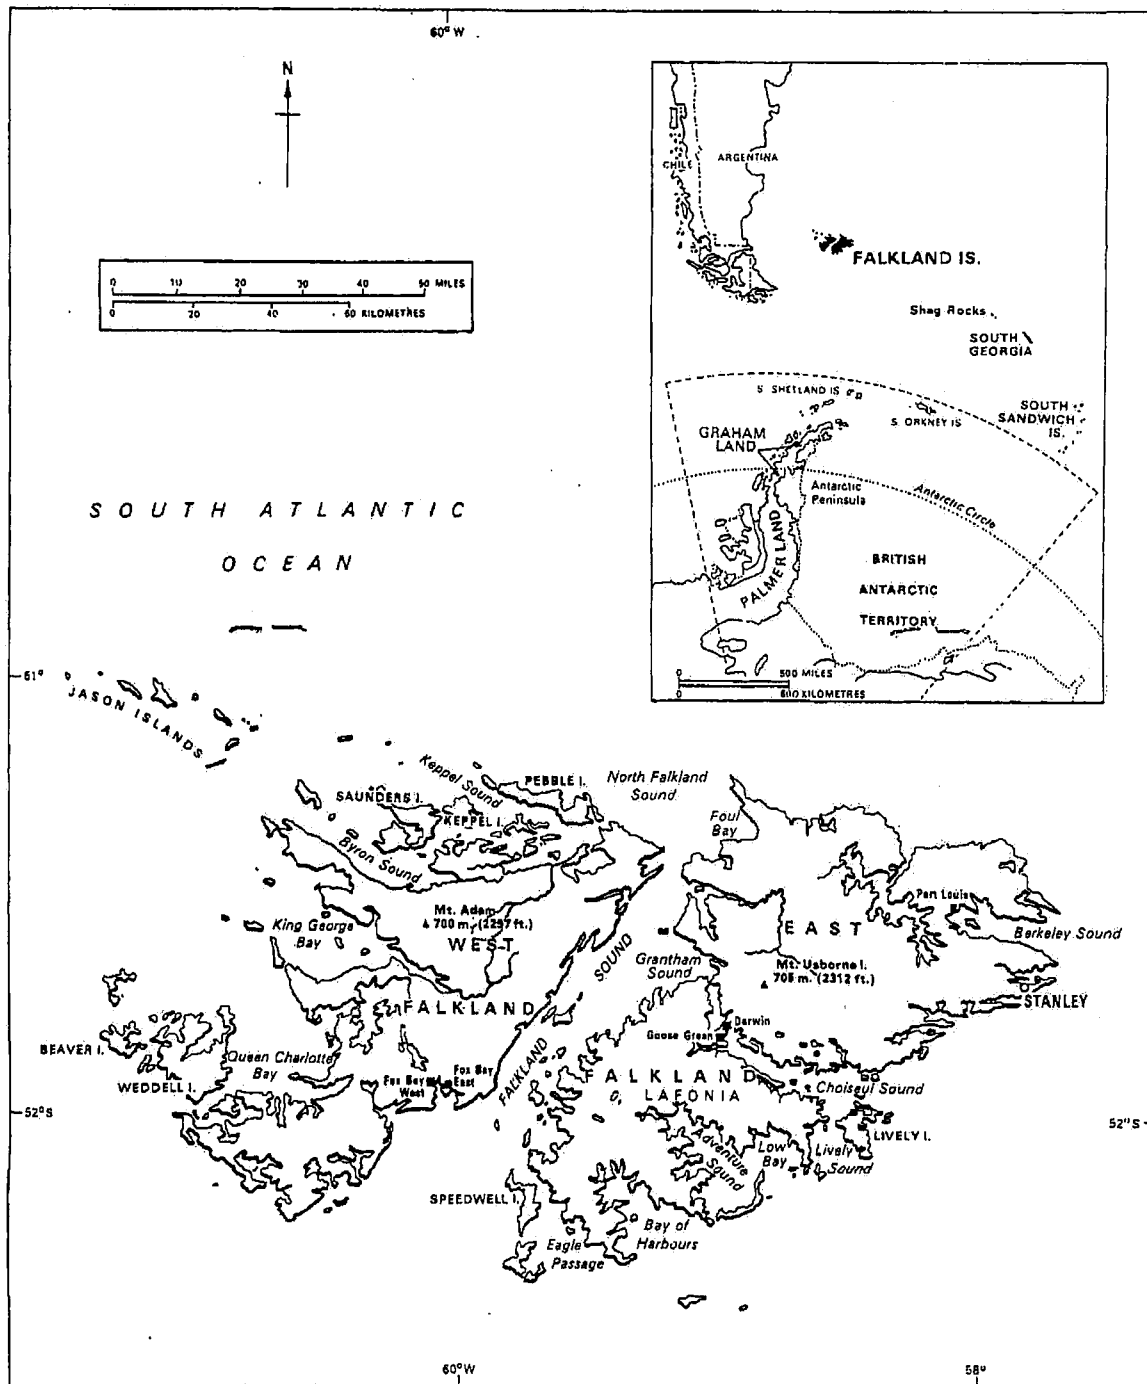 60° W
N
0 10 20 30 40 50 MILES
0 20 40 60 KILOMETRES
CHILE
ARGENTINA
FALKLAND IS.
Shag Rocks
SOUTH
GEORGIA
S. SHETLAND IS
S. ORKNEY IS
SOUTH
SANDWICH
IS.
GRAHAM
LAND
Antarctic
Peninsula
Antarctic Circle
PALMER LAND
BRITISH
ANTARCTIC
TERRITORY
0 500 MILES
0 600 KILOMETRES
SOUTH ATLANTIC
OCEAN
51°
JASON ISLANDS
Keppel Sound
PEBBLE I.
North Falkland
Sound
SAUNDERS I.
KEPPEL I.
Foul
Bay
Byron Sound
Port Louis
Mt. Adam
700 m. (2297 ft.)
King George
Bay
WEST
FALKLAND
EAST
FALKLAND
Berkeley Sound
Grantham
Sound
Mt. Usborne I.
705 m. (2312 ft.)
STANLEY
FALKLAND SOUND
Darwin
Goose Green
BEAVER I.
Queen Charlotte
Bay
WEDDELL I.
Fox Bay
West
Fox Bay
East
Choiseul Sound
LAFONIA
52°S
52°S
LIVELY I.
Adventure
Sound
Low
Bay
Lively
Sound
SPEEDWELL I.
Bay of
Harbours
Eagle
Passage
60°W
58°